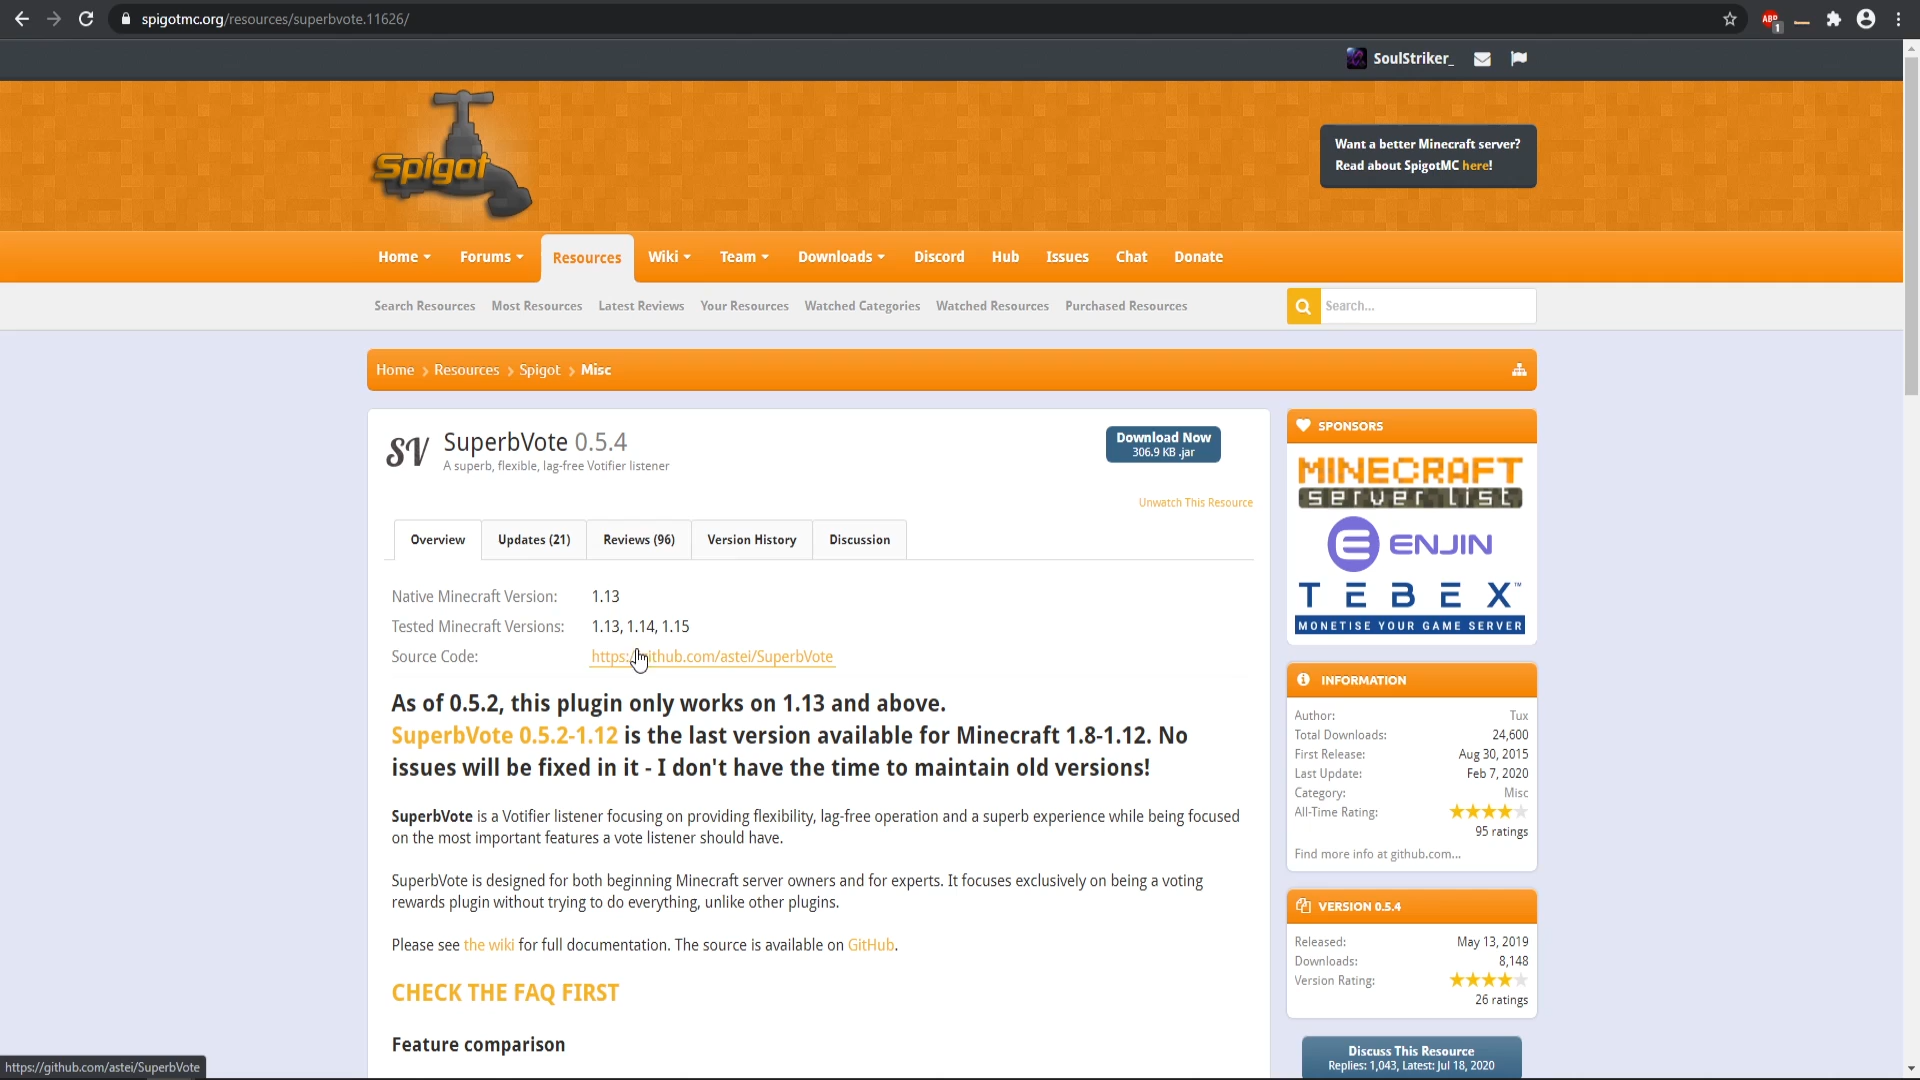 spigotmc.org/resources/superbvote.11626/
ABP
1
SoulStriker_
Spigot
Want a better Minecraft server?
Read about SpigotMC here!
Home
Forums
Resources
Wiki
Team
Downloads
Discord
Hub
Issues
Chat
Donate
Search Resources
Most Resources
Latest Reviews
Your Resources
Watched Categories
Watched Resources
Purchased Resources
Search...
Home
Resources
Spigot
Misc
SV
SuperbVote 0.5.4
A superb, flexible, lag-free Votifier listener
Download Now
306.9 KB .jar
Unwatch This Resource
Overview
Updates (21)
Reviews (96)
Version History
Discussion
Native Minecraft Version: 1.13
Tested Minecraft Versions: 1.13, 1.14, 1.15
Source Code: https://github.com/astei/SuperbVote
As of 0.5.2, this plugin only works on 1.13 and above.
SuperbVote 0.5.2-1.12 is the last version available for Minecraft 1.8-1.12. No
issues will be fixed in it - I don't have the time to maintain old versions!
SuperbVote is a Votifier listener focusing on providing flexibility, lag-free operation and a superb experience while being focused
on the most important features a vote listener should have.
SuperbVote is designed for both beginning Minecraft server owners and for experts. It focuses exclusively on being a voting
rewards plugin without trying to do everything, unlike other plugins.
Please see the wiki for full documentation. The source is available on GitHub.
CHECK THE FAQ FIRST
Feature comparison
SPONSORS
MINECRAFT
server list
ENJIN
TEBEX™
MONETISE YOUR GAME SERVER
INFORMATION
Author: Tux
Total Downloads: 24,600
First Release: Aug 30, 2015
Last Update: Feb 7, 2020
Category: Misc
All-Time Rating:
95 ratings
Find more info at github.com...
VERSION 0.5.4
Released: May 13, 2019
Downloads: 8,148
Version Rating:
26 ratings
Discuss This Resource
Replies: 1,043, Latest: Jul 18, 2020
https://github.com/astei/SuperbVote